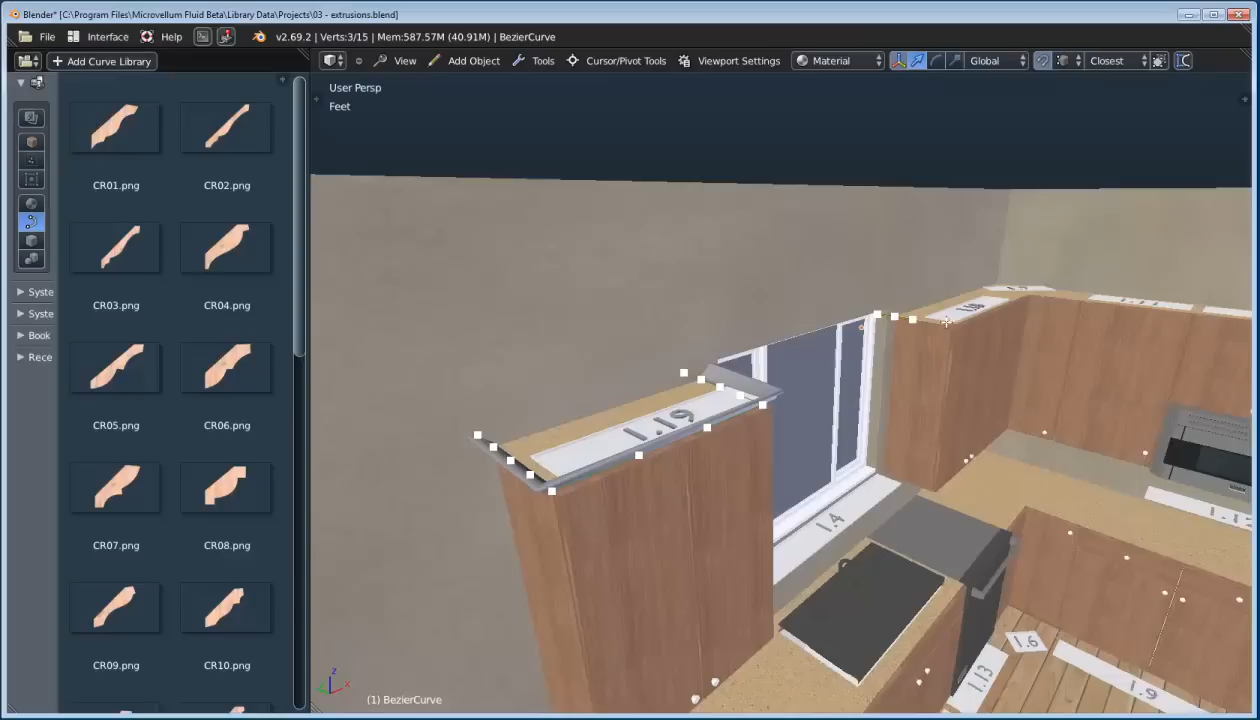 Blender* [C:\Program Files\Microvellum Fluid Beta\Library Data\Projects\03 - extrusions.blend]
File Interface Help v2.69.2 | Verts:3/15 | Mem:587.57M (40.91M) | BezierCurve
Add Curve Library View Add Object Tools Cursor/Pivot Tools Viewport Settings Material Global Closest
User Persp
Feet
CR01.png CR02.png
CR03.png CR04.png
CR05.png CR06.png
CR07.png CR08.png
CR09.png CR10.png
Syste
Syste
Book
Rece
1.19
1.4
1.6
1.13
1.9
z
x
(1) BezierCurve